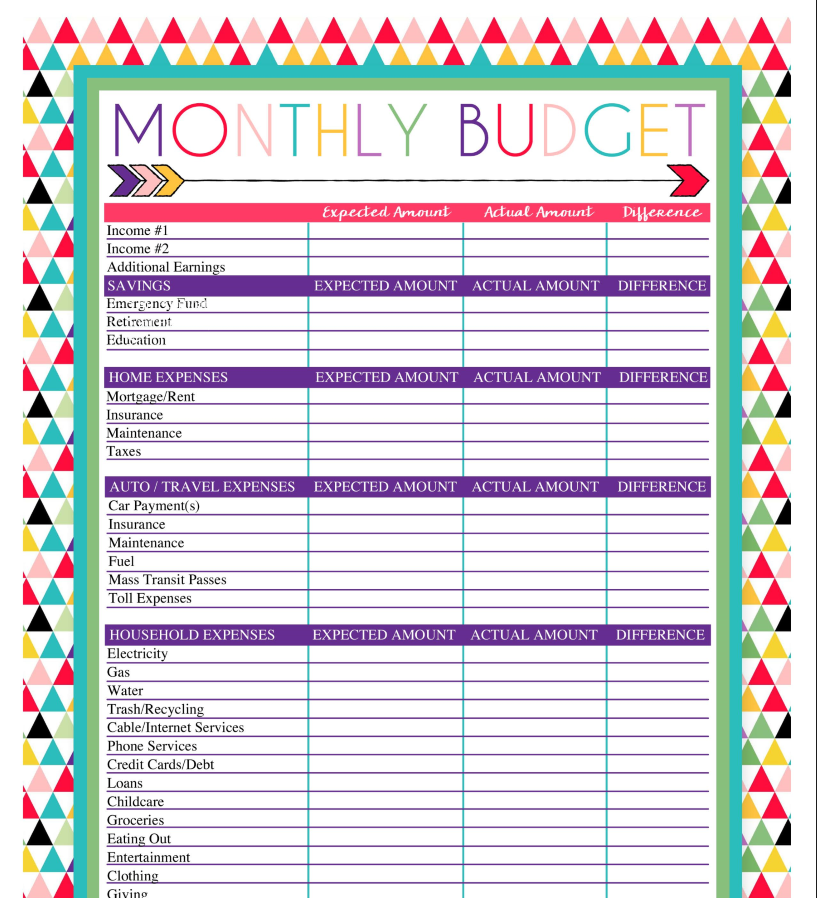 MONTHLY BUDGET
Expected Amount Actual Amount Difference
Income #1
Income #2
Additional Earnings
SAVINGS EXPECTED AMOUNT ACTUAL AMOUNT DIFFERENCE
Emergency Fund
Retirement
Education
HOME EXPENSES EXPECTED AMOUNT ACTUAL AMOUNT DIFFERENCE
Mortgage/Rent
Insurance
Maintenance
Taxes
AUTO / TRAVEL EXPENSES EXPECTED AMOUNT ACTUAL AMOUNT DIFFERENCE
Car Payment(s)
Insurance
Maintenance
Fuel
Mass Transit Passes
Toll Expenses
HOUSEHOLD EXPENSES EXPECTED AMOUNT ACTUAL AMOUNT DIFFERENCE
Electricity
Gas
Water
Trash/Recycling
Cable/Internet Services
Phone Services
Credit Cards/Debt
Loans
Childcare
Groceries
Eating Out
Entertainment
Clothing
Giving